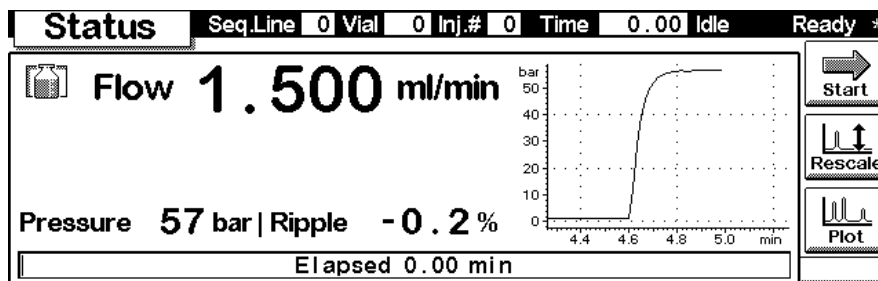 Status Seq.Line 0 Vial 0 Inj.# 0 Time 0.00 Idle Ready *
Flow 1.500 ml/min
bar
50
40
30
20
10
0
4.4 4.6 4.8 5.0 min
Pressure 57 bar | Ripple -0.2 %
Elapsed 0.00 min
Start
Rescale
Plot